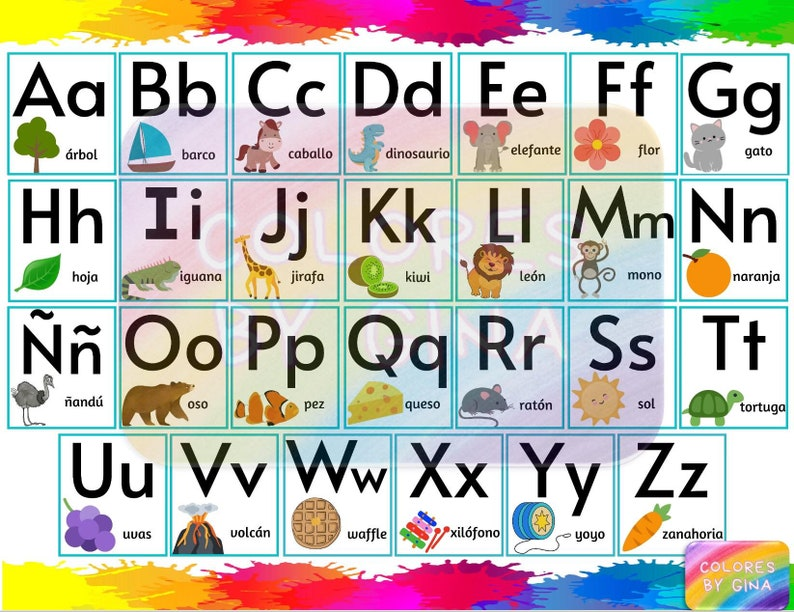 Aa Bb Cc Dd Ee Ff Gg
árbol barco caballo dinosaurio elefante flor gato
Hh Ii Jj Kk Ll Mm Nn
hoja iguana jirafa kiwi león mono naranja
COLORES
BY GINA
Ññ Oo Pp Qq Rr Ss Tt
ñandú oso pez queso ratón sol tortuga
Uu Vv Ww Xx Yy Zz
uvas volcán waffle xilófono yoyo zanahoria
COLORES
BY GINA